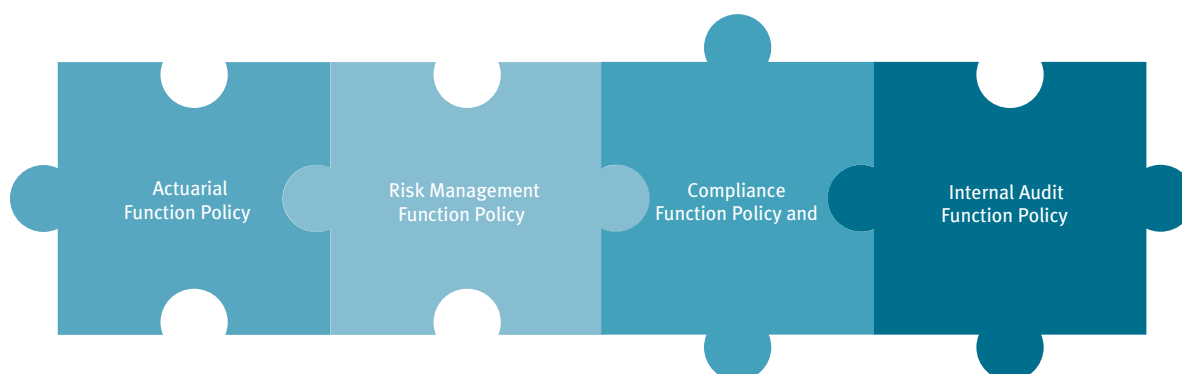 Actuarial
Function Policy
Risk Management
Function Policy
Compliance
Function Policy and
Internal Audit
Function Policy